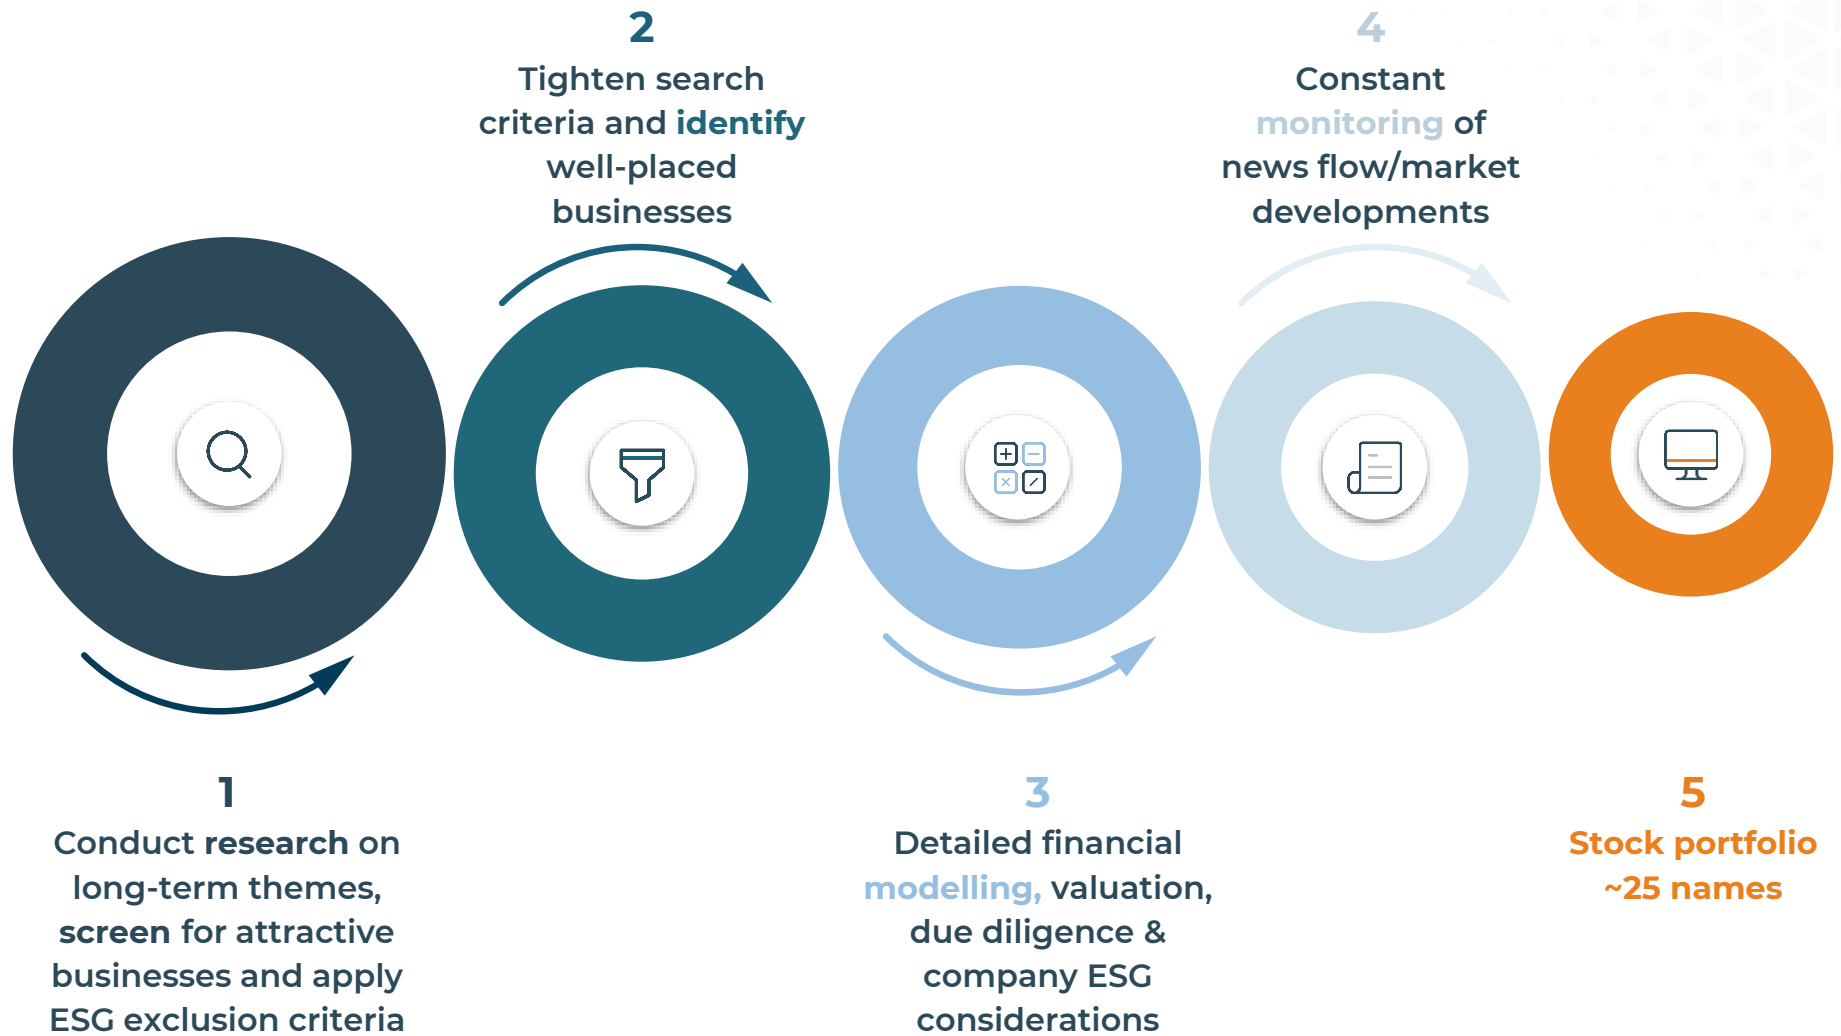 1
Conduct research on
long-term themes,
screen for attractive
businesses and apply
ESG exclusion criteria
2
Tighten search
criteria and identify
well-placed
businesses
3
Detailed financial
modelling, valuation,
due diligence &
company ESG
considerations
4
Constant
monitoring of
news flow/market
developments
5
Stock portfolio
~25 names